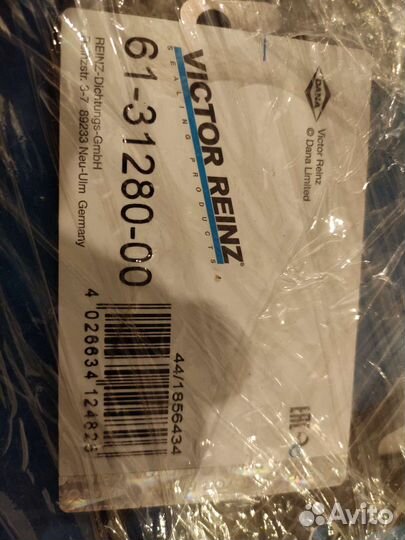 DANA
Victor Reinz
© Dana Limited
VICTOR REINZ®
SEALING PRODUCTS
61-31280-00
REINZ-Dichtungs-GmbH
Reinzstr. 3-7 89233 Neu-Ulm Germany
44/1856434
4 026634 124823
EAC
Avito